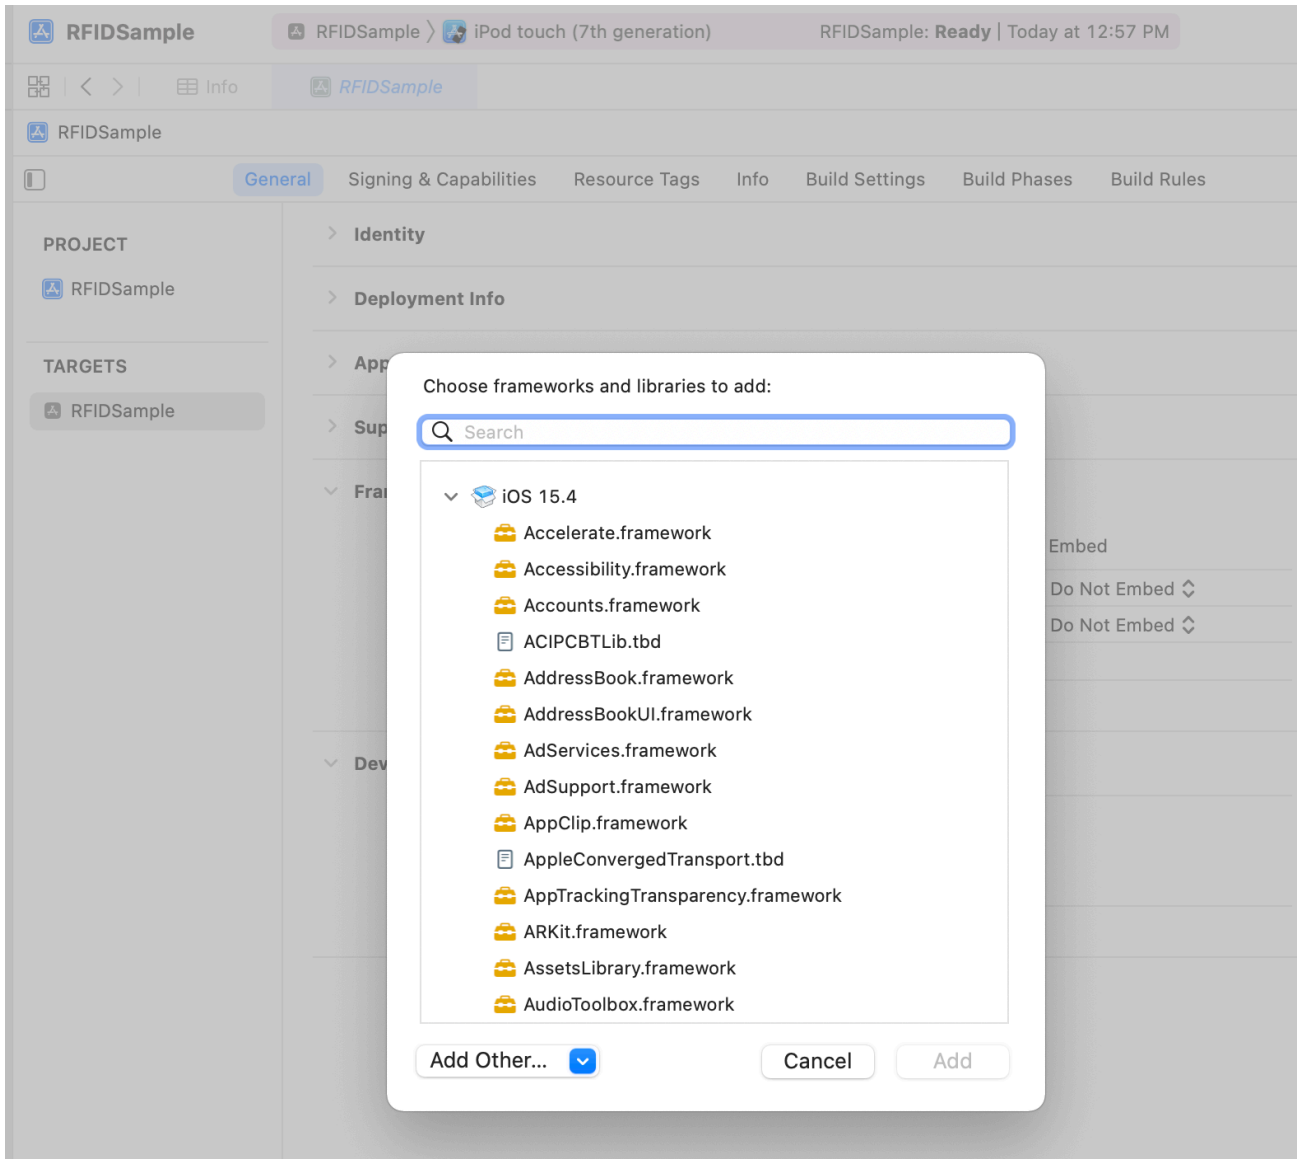 RFIDSample
RFIDSample
iPod touch (7th generation)
RFIDSample: Ready | Today at 12:57 PM
Info
RFIDSample
RFIDSample
General
Signing & Capabilities
Resource Tags
Info
Build Settings
Build Phases
Build Rules
PROJECT
RFIDSample
TARGETS
RFIDSample
Identity
Deployment Info
App
Sup
Fra
Dev
Embed
Do Not Embed
Do Not Embed
Choose frameworks and libraries to add:
Search
iOS 15.4
Accelerate.framework
Accessibility.framework
Accounts.framework
ACIPCBTLib.tbd
AddressBook.framework
AddressBookUI.framework
AdServices.framework
AdSupport.framework
AppClip.framework
AppleConvergedTransport.tbd
AppTrackingTransparency.framework
ARKit.framework
AssetsLibrary.framework
AudioToolbox.framework
Add Other...
Cancel
Add